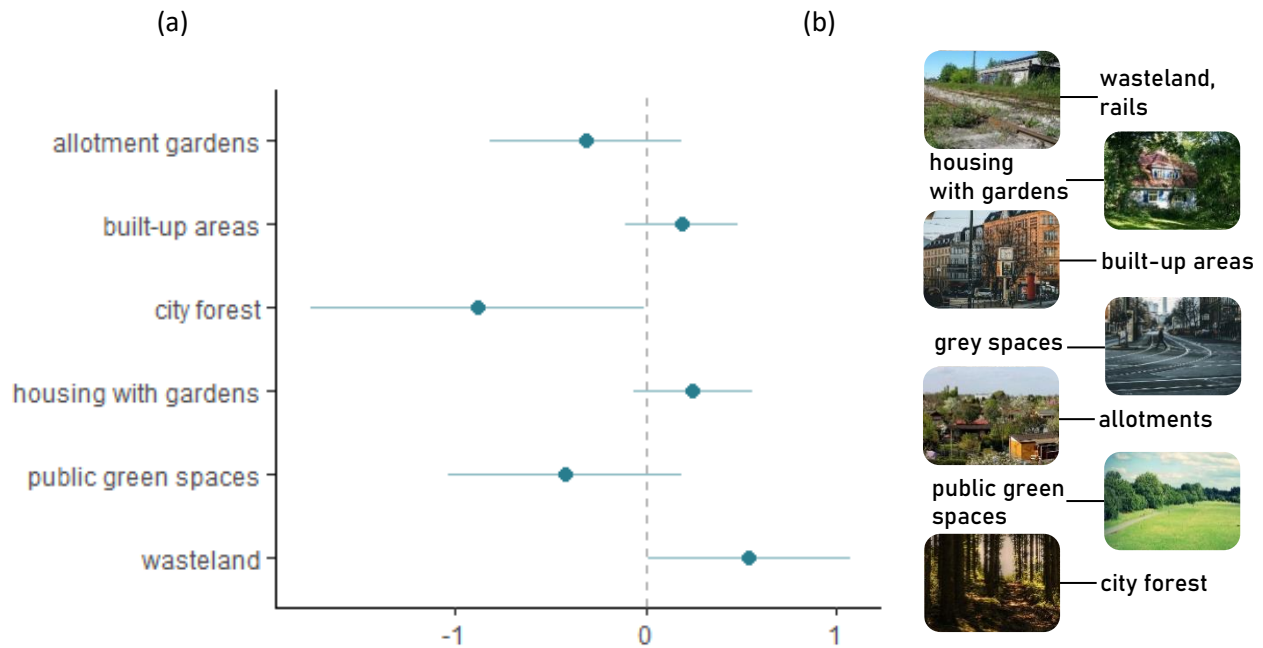 (a)
allotment gardens
built-up areas
city forest
housing with gardens
public green spaces
wasteland
-1
0
1
(b)
wasteland,
rails
housing
with gardens
built-up areas
grey spaces
allotments
public green
spaces
city forest